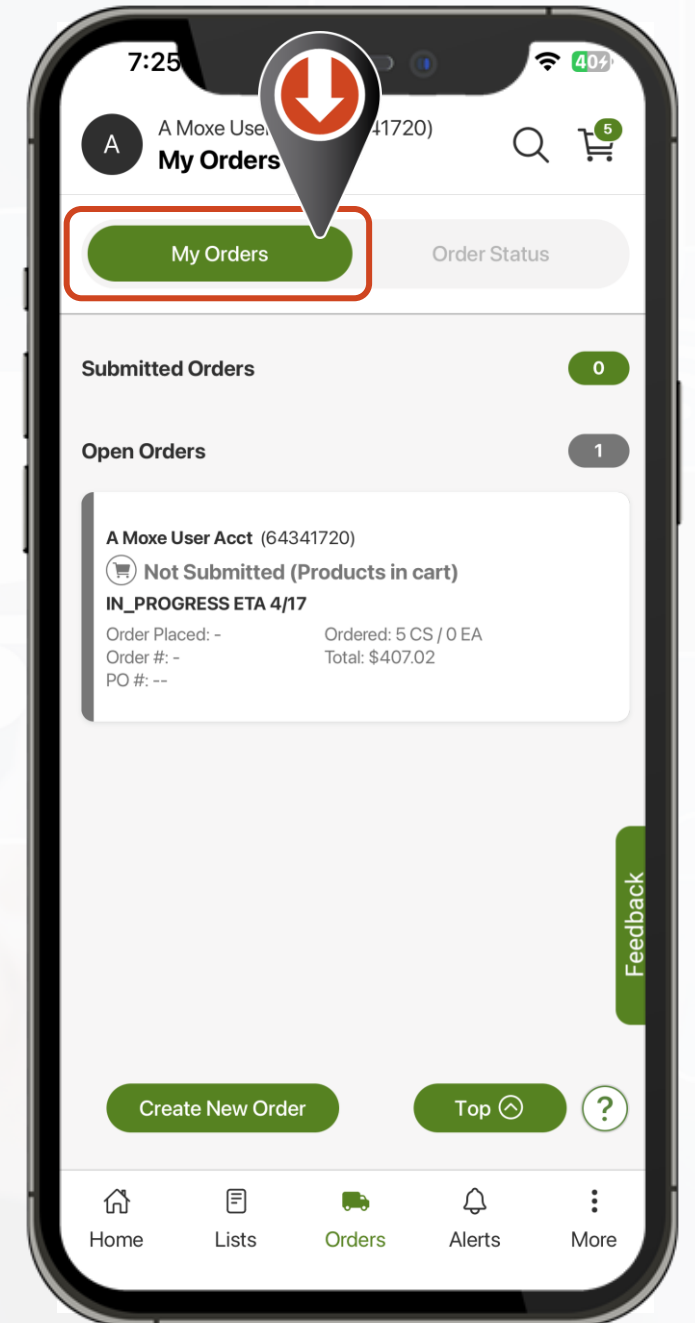 7:25
40
A
A Moxe Use 41720)
5
My Orders
My Orders
Order Status
Submitted Orders
0
Open Orders
1
A Moxe User Acct (64341720)
Not Submitted (Products in cart)
IN_PROGRESS ETA 4/17
Order Placed: -
Ordered: 5 CS / 0 EA
Order #: -
Total: $407.02
PO #: --
Feedback
Create New Order
Top
?
Home
Lists
Orders
Alerts
More